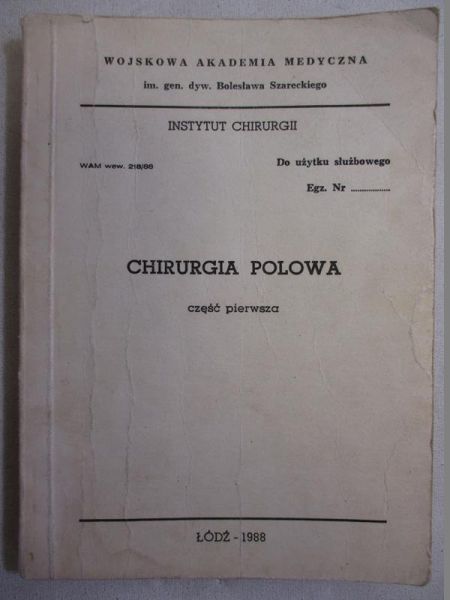 WOJSKOWA AKADEMIA MEDYCZNA
im. gen. dyw. Bolesława Szareckiego
INSTYTUT CHIRURGII
WAM wew. 218/88
Do użytku służbowego
Egz. Nr ..................
CHIRURGIA POLOWA
część pierwsza
ŁÓDŹ - 1988